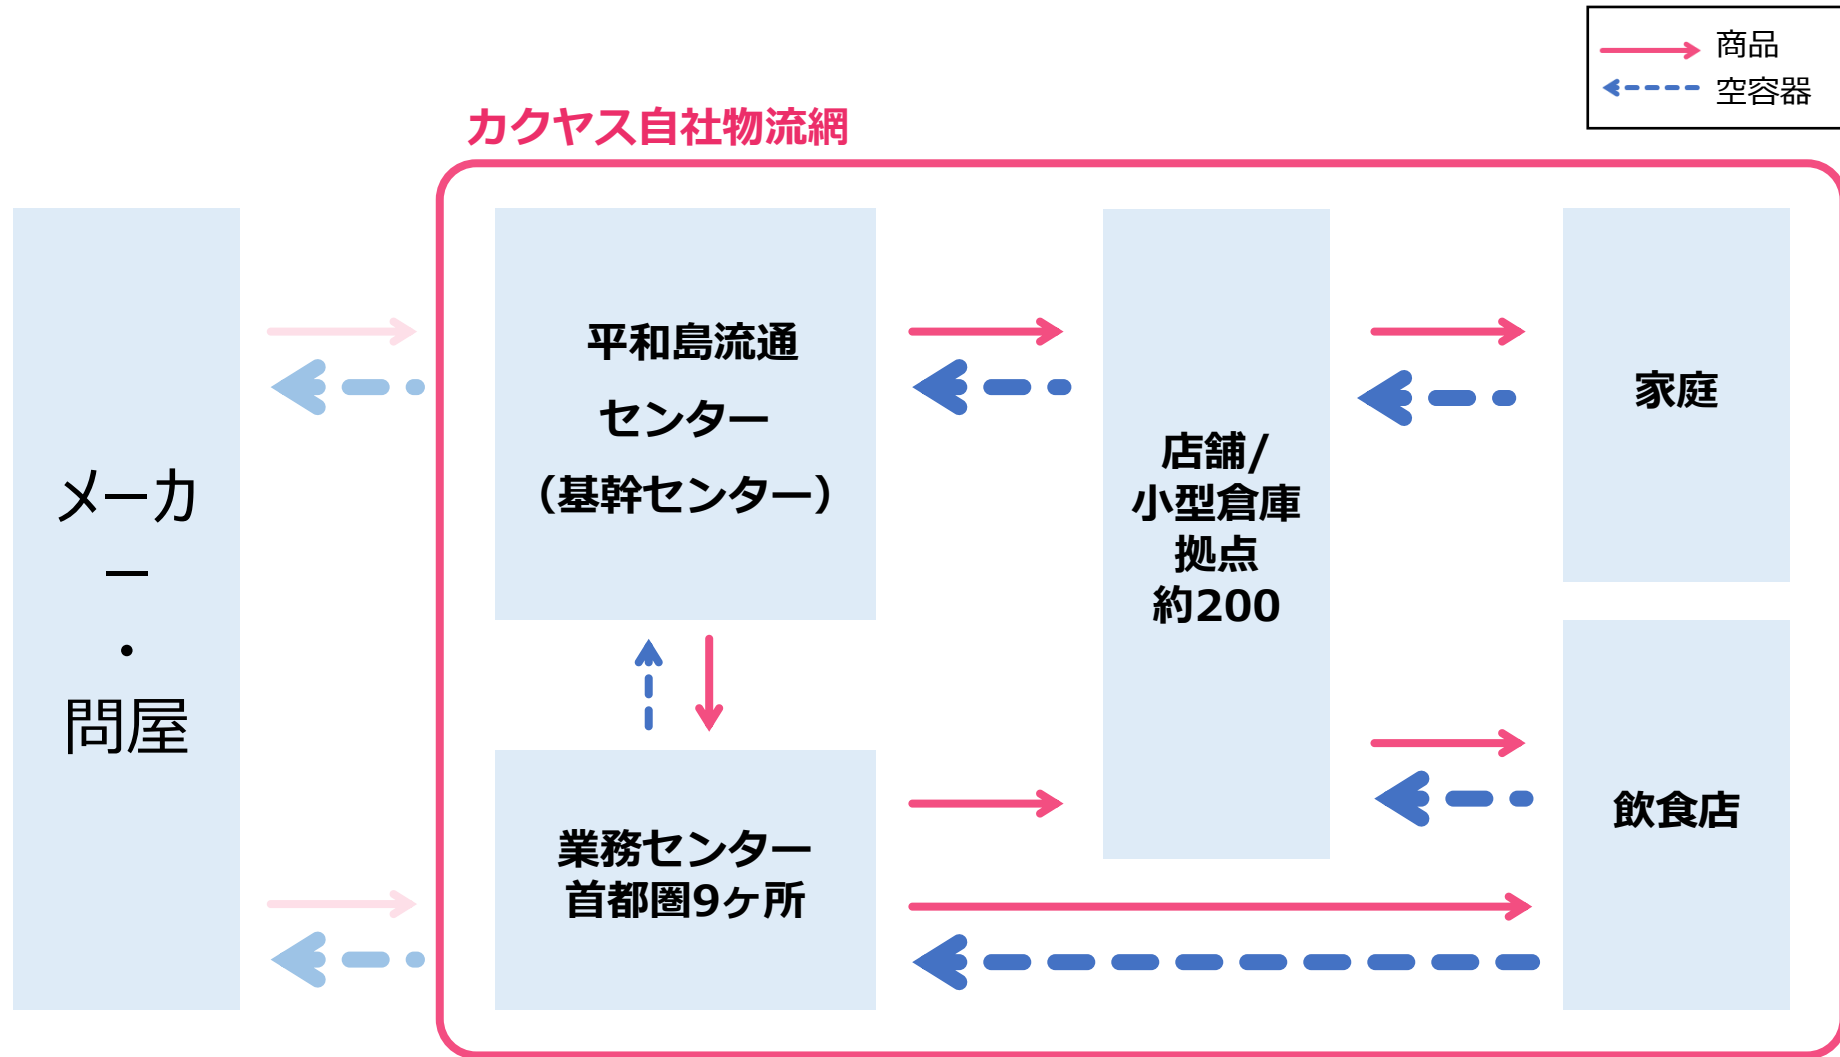 商品
空容器
カクヤス自社物流網
メーカ
ー
・
問屋
平和島流通
センター
（基幹センター）
業務センター
首都圏9ヶ所
店舗/
小型倉庫
拠点
約200
家庭
飲食店